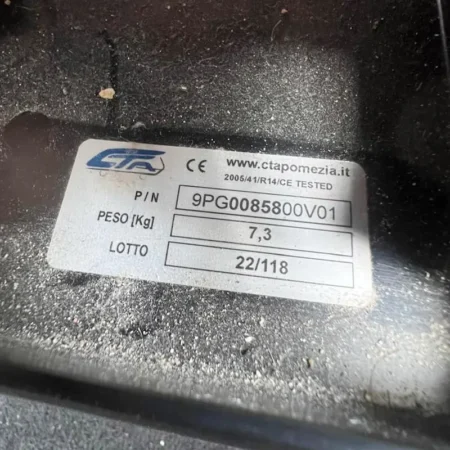 CTA
CE
www.ctapomezia.it
2005/41/R14/CE TESTED
P/N 9PG0085800V01
PESO [Kg] 7,3
LOTTO 22/118